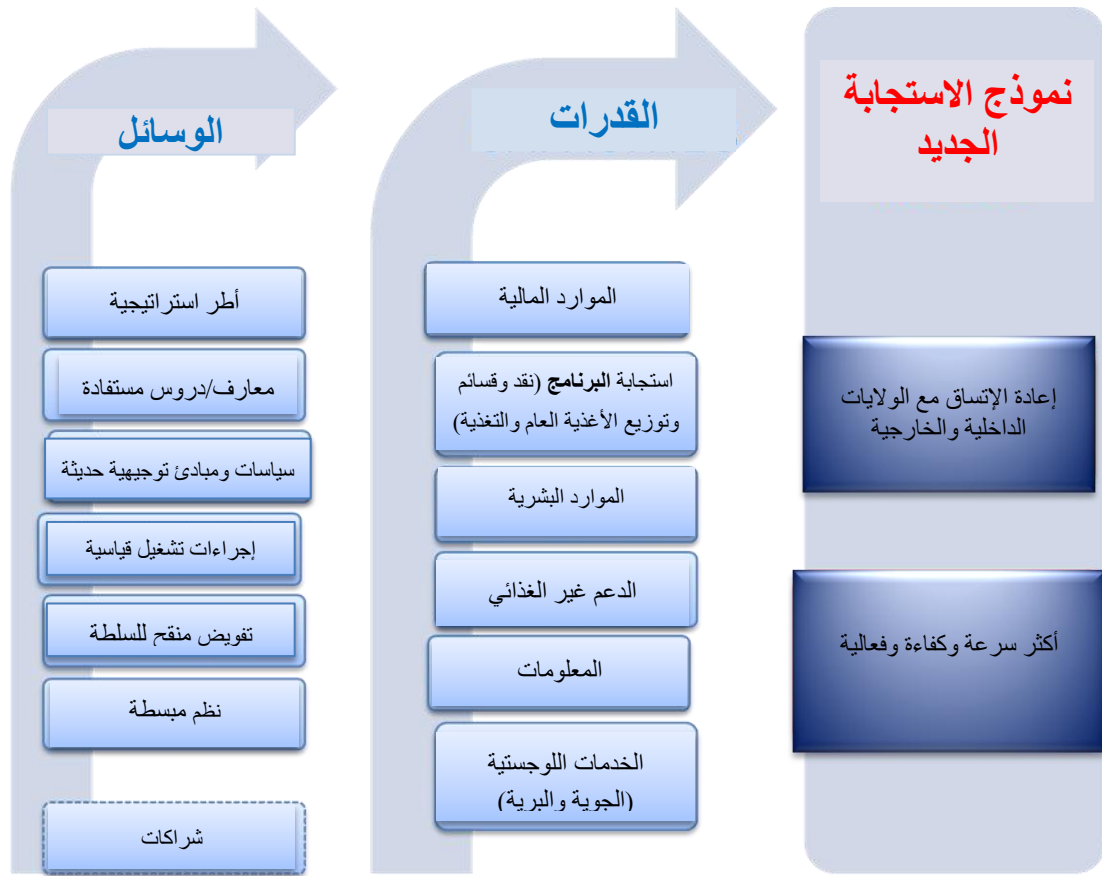 الوسائل
أطر استراتيجية
معارف/دروس مستفادة
سياسات ومبادئ توجيهية حديثة
إجراءات تشغيل قياسية
تفويض منقح للسلطة
نظم مبسطة
شراكات
القدرات
الموارد المالية
استجابة البرنامج (نقد وقسائم
وتوزيع الأغذية العام والتغذية)
الموارد البشرية
الدعم غير الغذائي
المعلومات
الخدمات اللوجستية
(الجوية والبرية)
نموذج الاستجابة
الجديد
إعادة الإتساق مع الولايات
الداخلية والخارجية
أكثر سرعة وكفاءة وفعالية